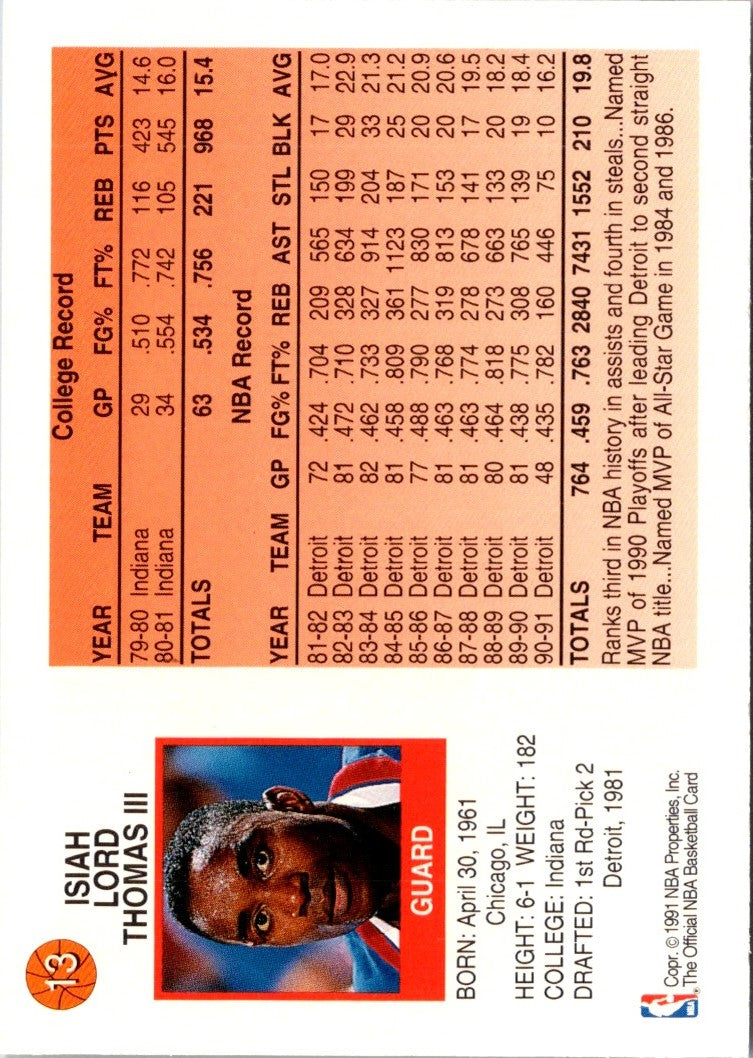 13
ISIAH
LORD
THOMAS III
GUARD
BORN: April 30, 1961
Chicago, IL
HEIGHT: 6-1 WEIGHT: 182
COLLEGE: Indiana
DRAFTED: 1st Rd-Pick 2
Detroit, 1981
NBA
Copr. © 1991 NBA Properties, Inc.
The Official NBA Basketball Card
College Record
YEAR TEAM GP FG% FT% REB PTS AVG
79-80 Indiana 29 .510 .772 116 423 14.6
80-81 Indiana 34 .554 .742 105 545 16.0
TOTALS 63 .534 .756 221 968 15.4
NBA Record
YEAR TEAM GP FG% FT% REB AST STL BLK AVG
81-82 Detroit 72 .424 .704 209 565 150 17 17.0
82-83 Detroit 81 .472 .710 328 634 199 29 22.9
83-84 Detroit 82 .462 .733 327 914 204 33 21.3
84-85 Detroit 81 .458 .809 361 1123 187 25 21.2
85-86 Detroit 77 .488 .790 277 830 171 20 20.9
86-87 Detroit 81 .463 .768 319 813 153 20 20.6
87-88 Detroit 81 .463 .774 278 678 141 17 19.5
88-89 Detroit 80 .464 .818 273 663 133 20 18.2
89-90 Detroit 81 .438 .775 308 765 139 19 18.4
90-91 Detroit 48 .435 .782 160 446 75 10 16.2
TOTALS 764 .459 .763 2840 7431 1552 210 19.8
Ranks third in NBA history in assists and fourth in steals...Named
MVP of 1990 Playoffs after leading Detroit to second straight
NBA title...Named MVP of All-Star Game in 1984 and 1986.